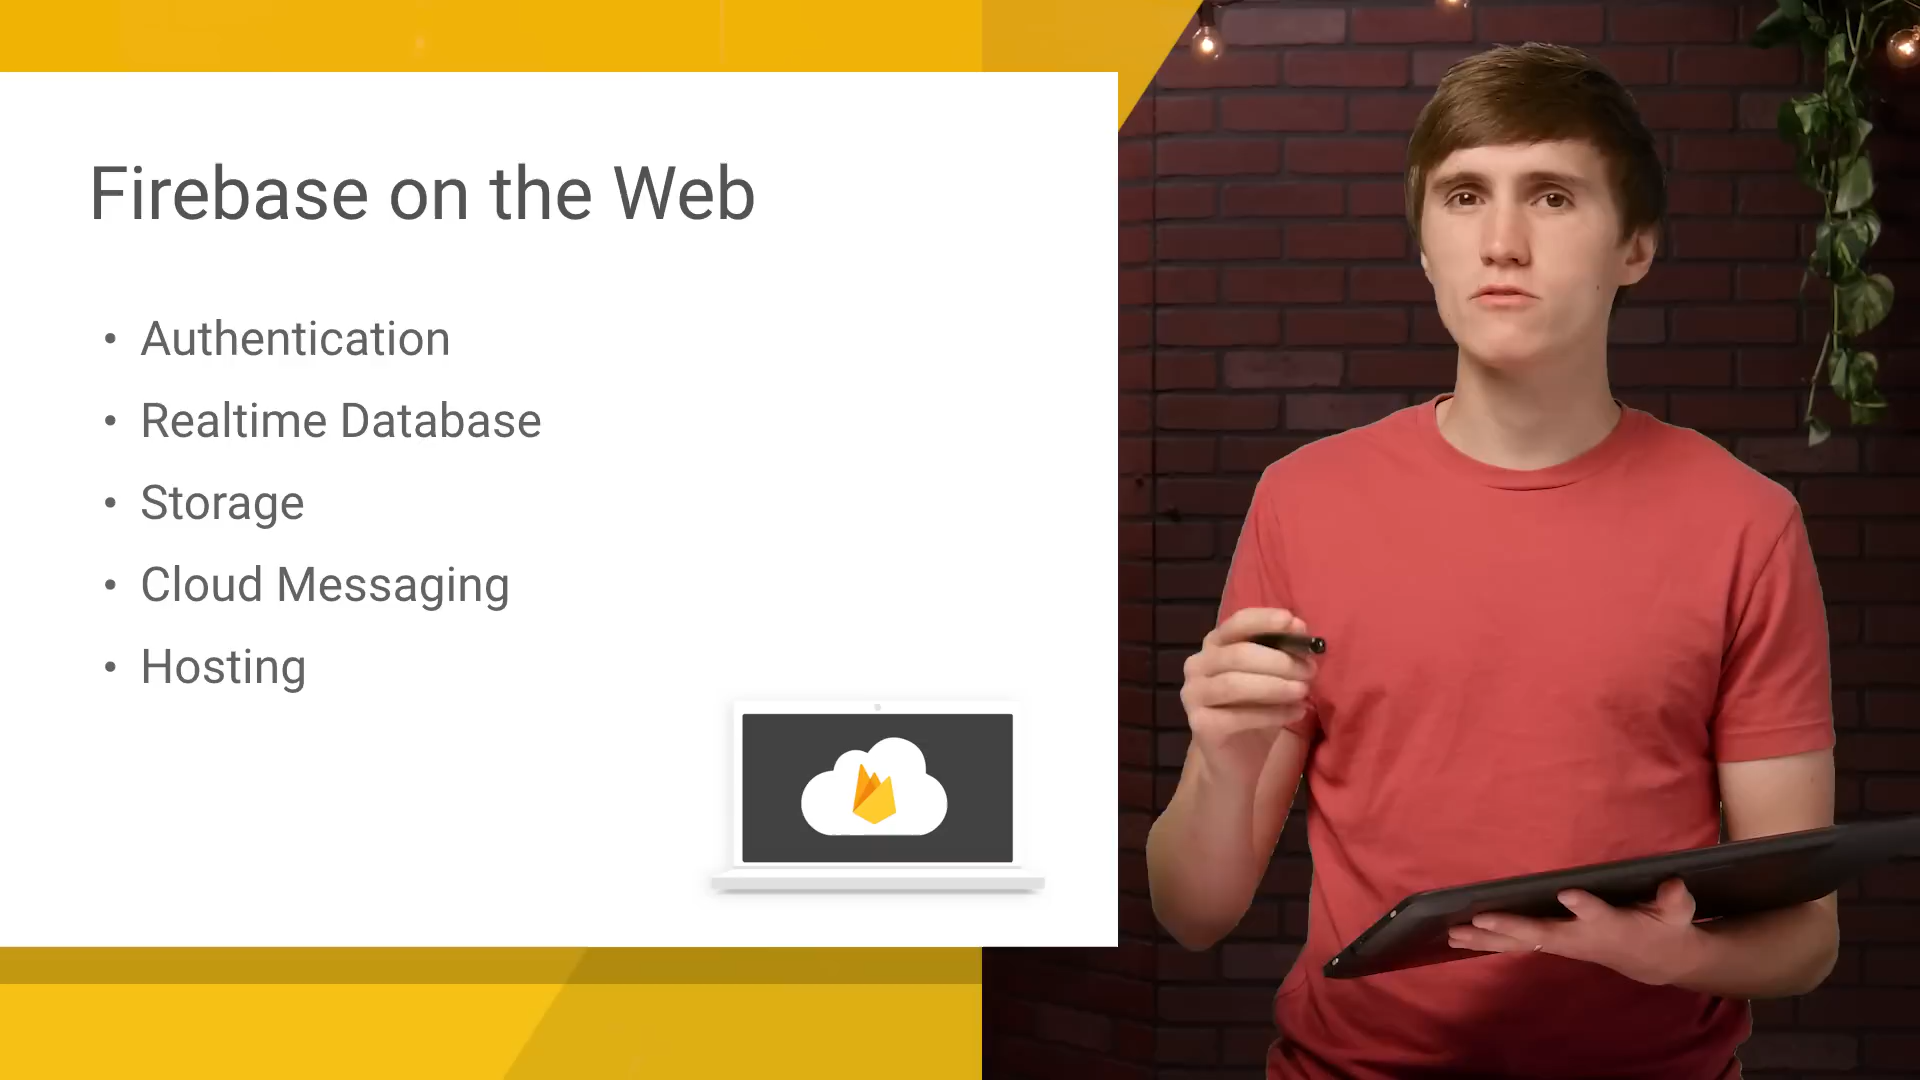 Firebase on the Web
• Authentication
• Realtime Database
• Storage
• Cloud Messaging
• Hosting